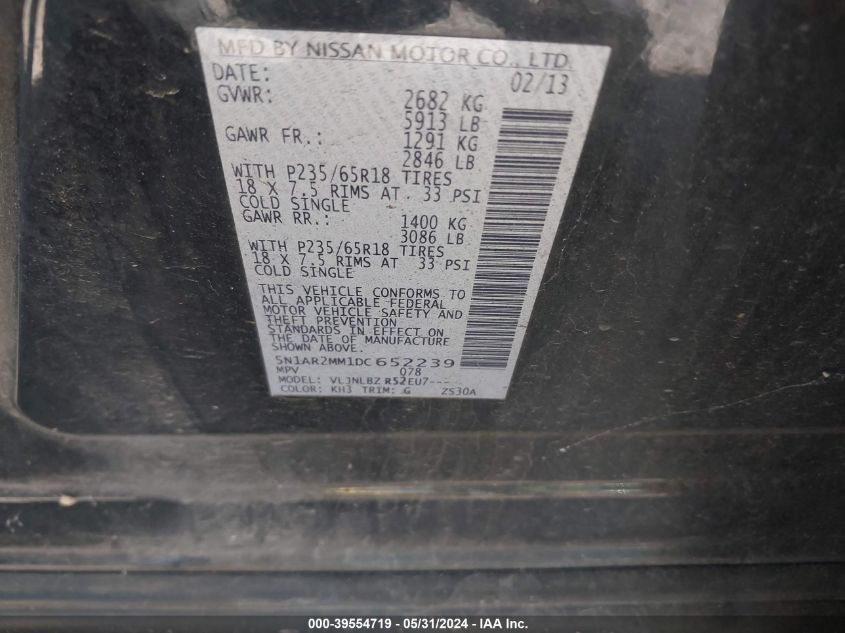 MFD BY NISSAN MOTOR CO., LTD.
DATE: 02/13
GVWR: 2682 KG
5913 LB
GAWR FR.: 1291 KG
2846 LB
WITH P235/65R18 TIRES
18 X 7.5 RIMS AT 33 PSI
COLD SINGLE
GAWR RR.: 1400 KG
3086 LB
WITH P235/65R18 TIRES
18 X 7.5 RIMS AT 33 PSI
COLD SINGLE
THIS VEHICLE CONFORMS TO
ALL APPLICABLE FEDERAL
MOTOR VEHICLE SAFETY AND
THEFT PREVENTION
STANDARDS IN EFFECT ON
THE DATE OF MANUFACTURE
SHOWN ABOVE.
5N1AR2MM1DC652239
MPV 078
MODEL: VLJNLBZ R52EU7-----
COLOR: KH3 TRIM: G 2S30A
000-39554719 - 05/31/2024 - IAA Inc.